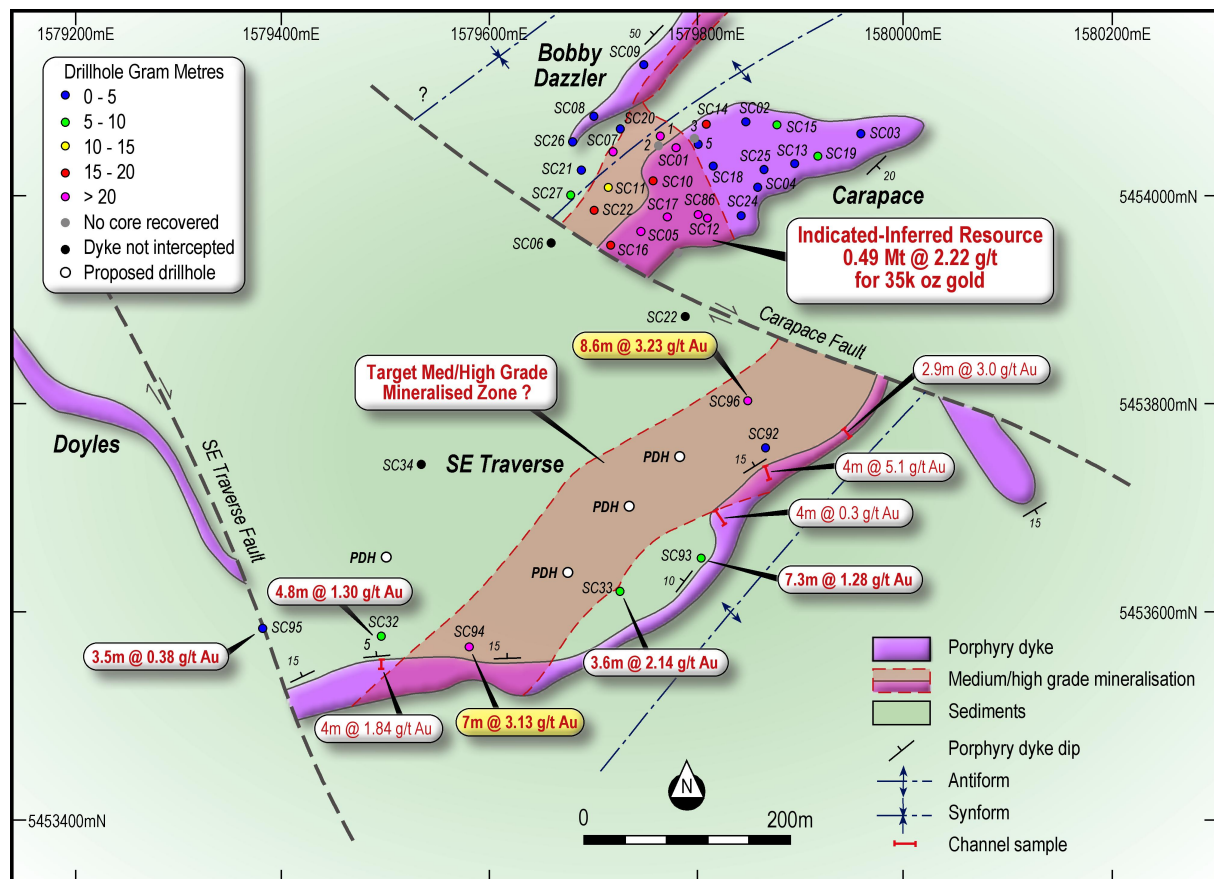 1579200mE
1579400mE
1579600mE
1579800mE
1580000mE
1580200mE
Drillhole Gram Metres
0 - 5
5 - 10
10 - 15
15 - 20
> 20
No core recovered
Dyke not intercepted
Proposed drillhole
?
50
SC09
Bobby
Dazzler
SC08
SC20
SC26
SC07
SC21
SC27
SC11
SC22
SC06
1
2
3
5
SC14
SC02
SC15
SC03
SC01
SC13
SC19
SC25
SC18
SC10
SC04
20
SC17
SC86
SC24
SC05
SC12
SC16
Carapace
5454000mN
Indicated-Inferred Resource
0.49 Mt @ 2.22 g/t
for 35k oz gold
SC22
Carapace Fault
8.6m @ 3.23 g/t Au
Target Med/High Grade
Mineralised Zone ?
2.9m @ 3.0 g/t Au
SC96
5453800mN
SC92
Doyles
SE Traverse Fault
SC34
SE Traverse
PDH
15
4m @ 5.1 g/t Au
PDH
4m @ 0.3 g/t Au
15
PDH
SC93
7.3m @ 1.28 g/t Au
PDH
10
SC33
4.8m @ 1.30 g/t Au
5453600mN
SC95
SC32
SC94
3.5m @ 0.38 g/t Au
5
15
15
3.6m @ 2.14 g/t Au
4m @ 1.84 g/t Au
7m @ 3.13 g/t Au
Porphyry dyke
Medium/high grade mineralisation
Sediments
Porphyry dyke dip
Antiform
Synform
Channel sample
N
0
200m
5453400mN